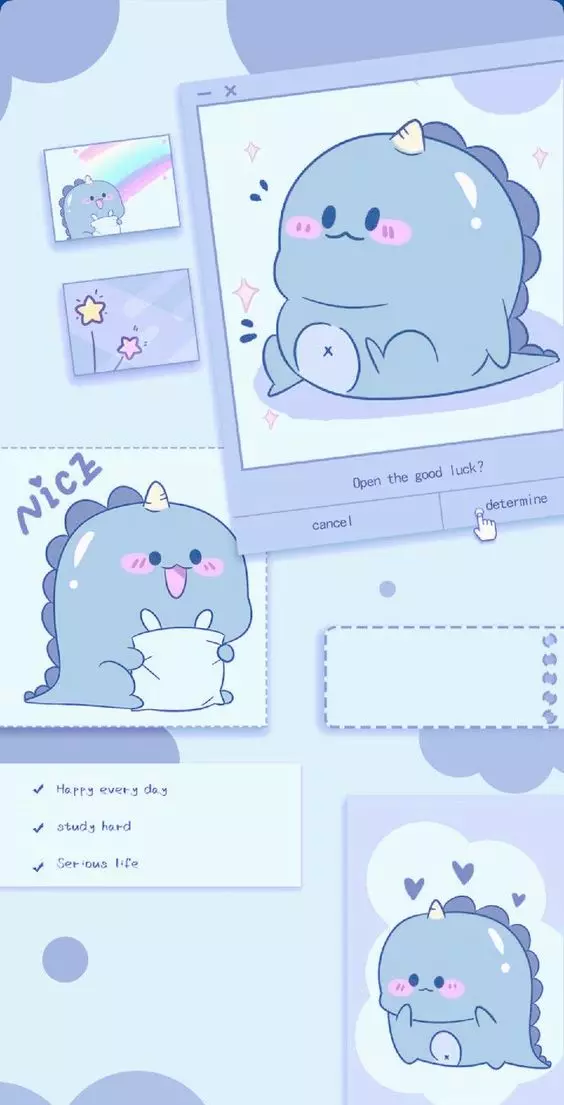 Open the good luck?
cancel
determine
NICE
Happy every day
study hard
Serious life